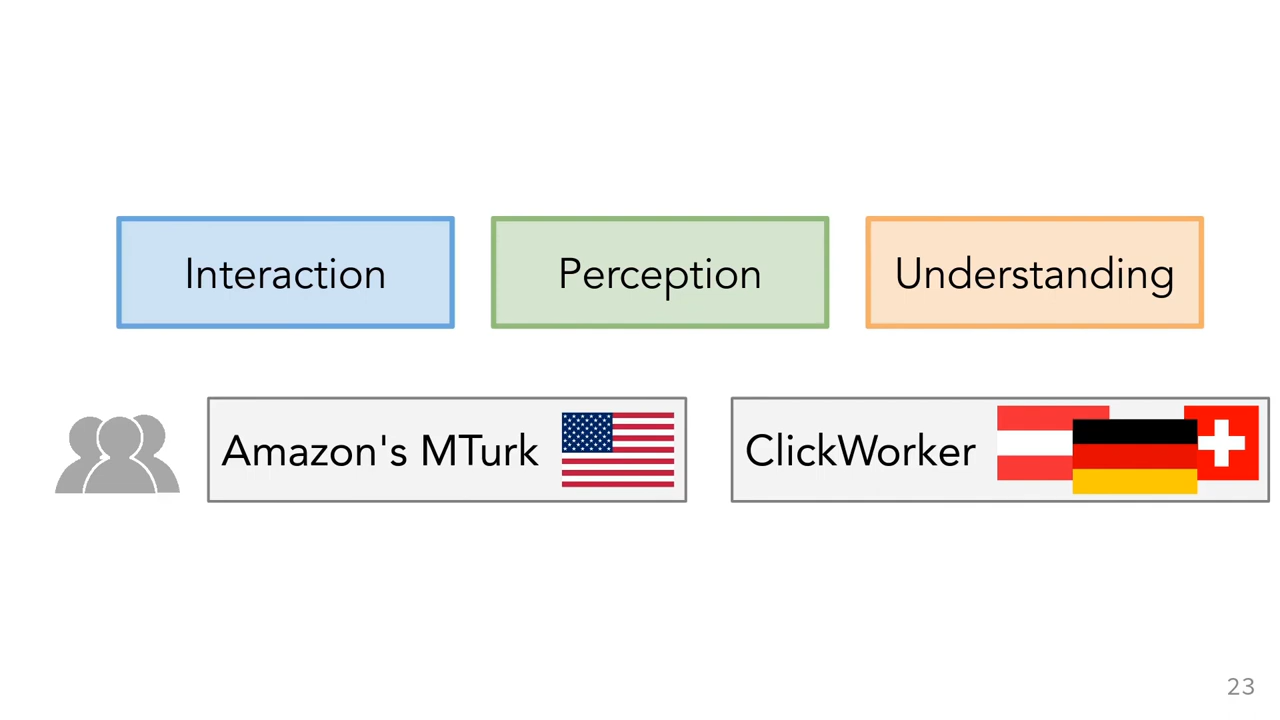 Interaction
Perception
Understanding
Amazon's MTurk
ClickWorker
23